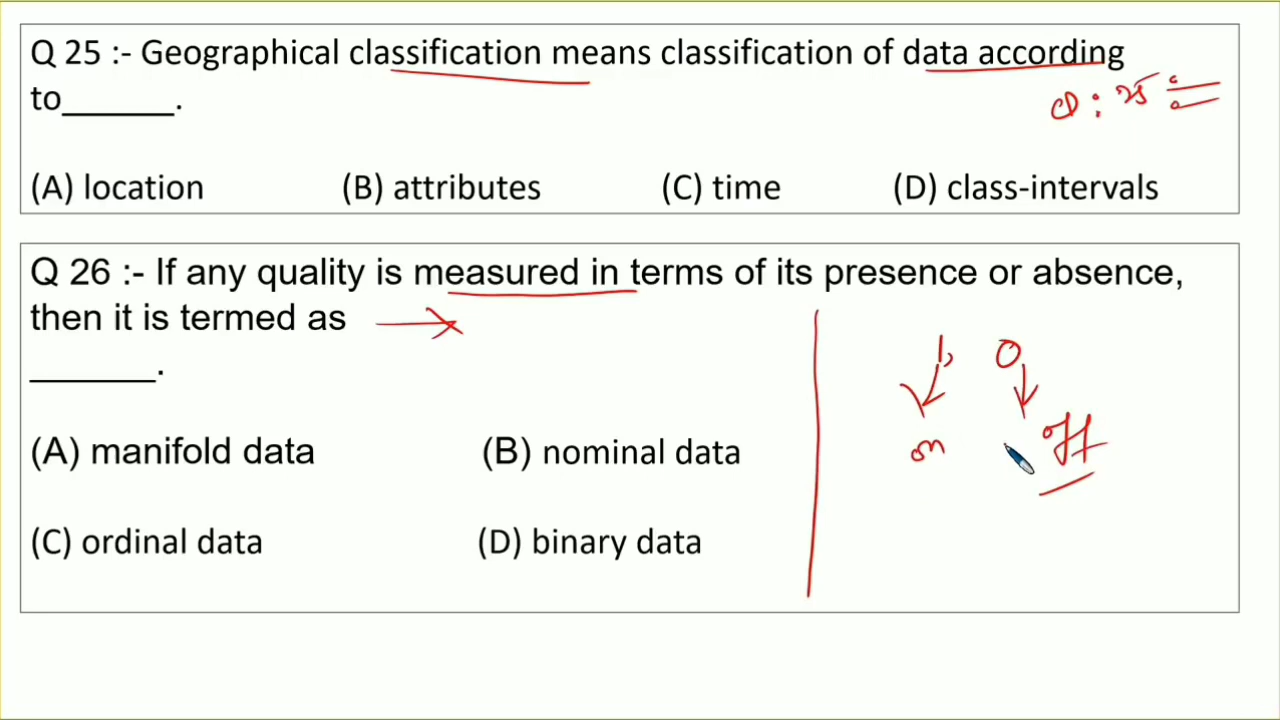 Q 25 :- Geographical classification means classification of data according
to______.
(A) location (B) attributes (C) time (D) class-intervals
Q 26 :- If any quality is measured in terms of its presence or absence,
then it is termed as
______.
1, 0
on off
(A) manifold data (B) nominal data
(C) ordinal data (D) binary data